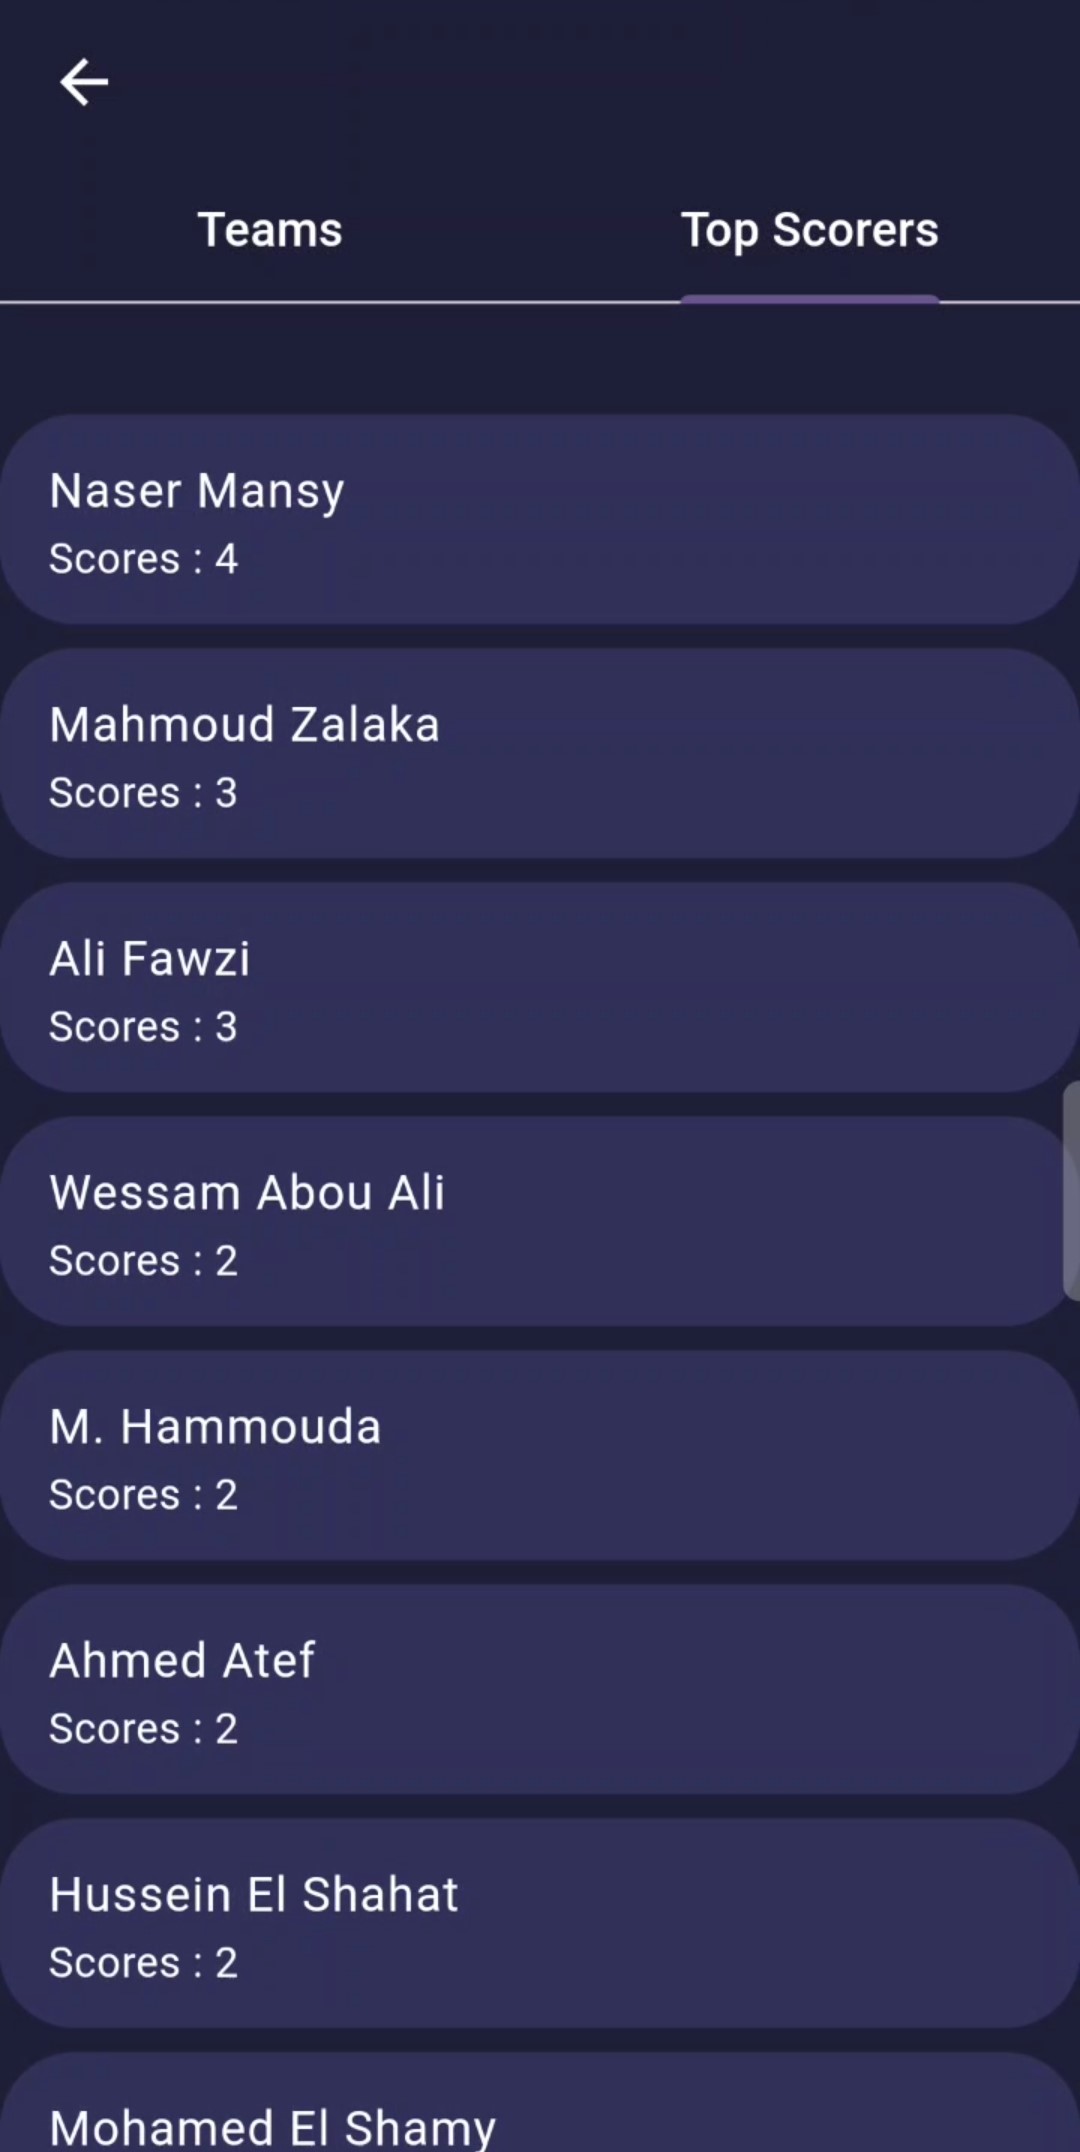 Teams
Top Scorers
Naser Mansy
Scores : 4
Mahmoud Zalaka
Scores : 3
Ali Fawzi
Scores : 3
Wessam Abou Ali
Scores : 2
M. Hammouda
Scores : 2
Ahmed Atef
Scores : 2
Hussein El Shahat
Scores : 2
Mohamed El Shamy